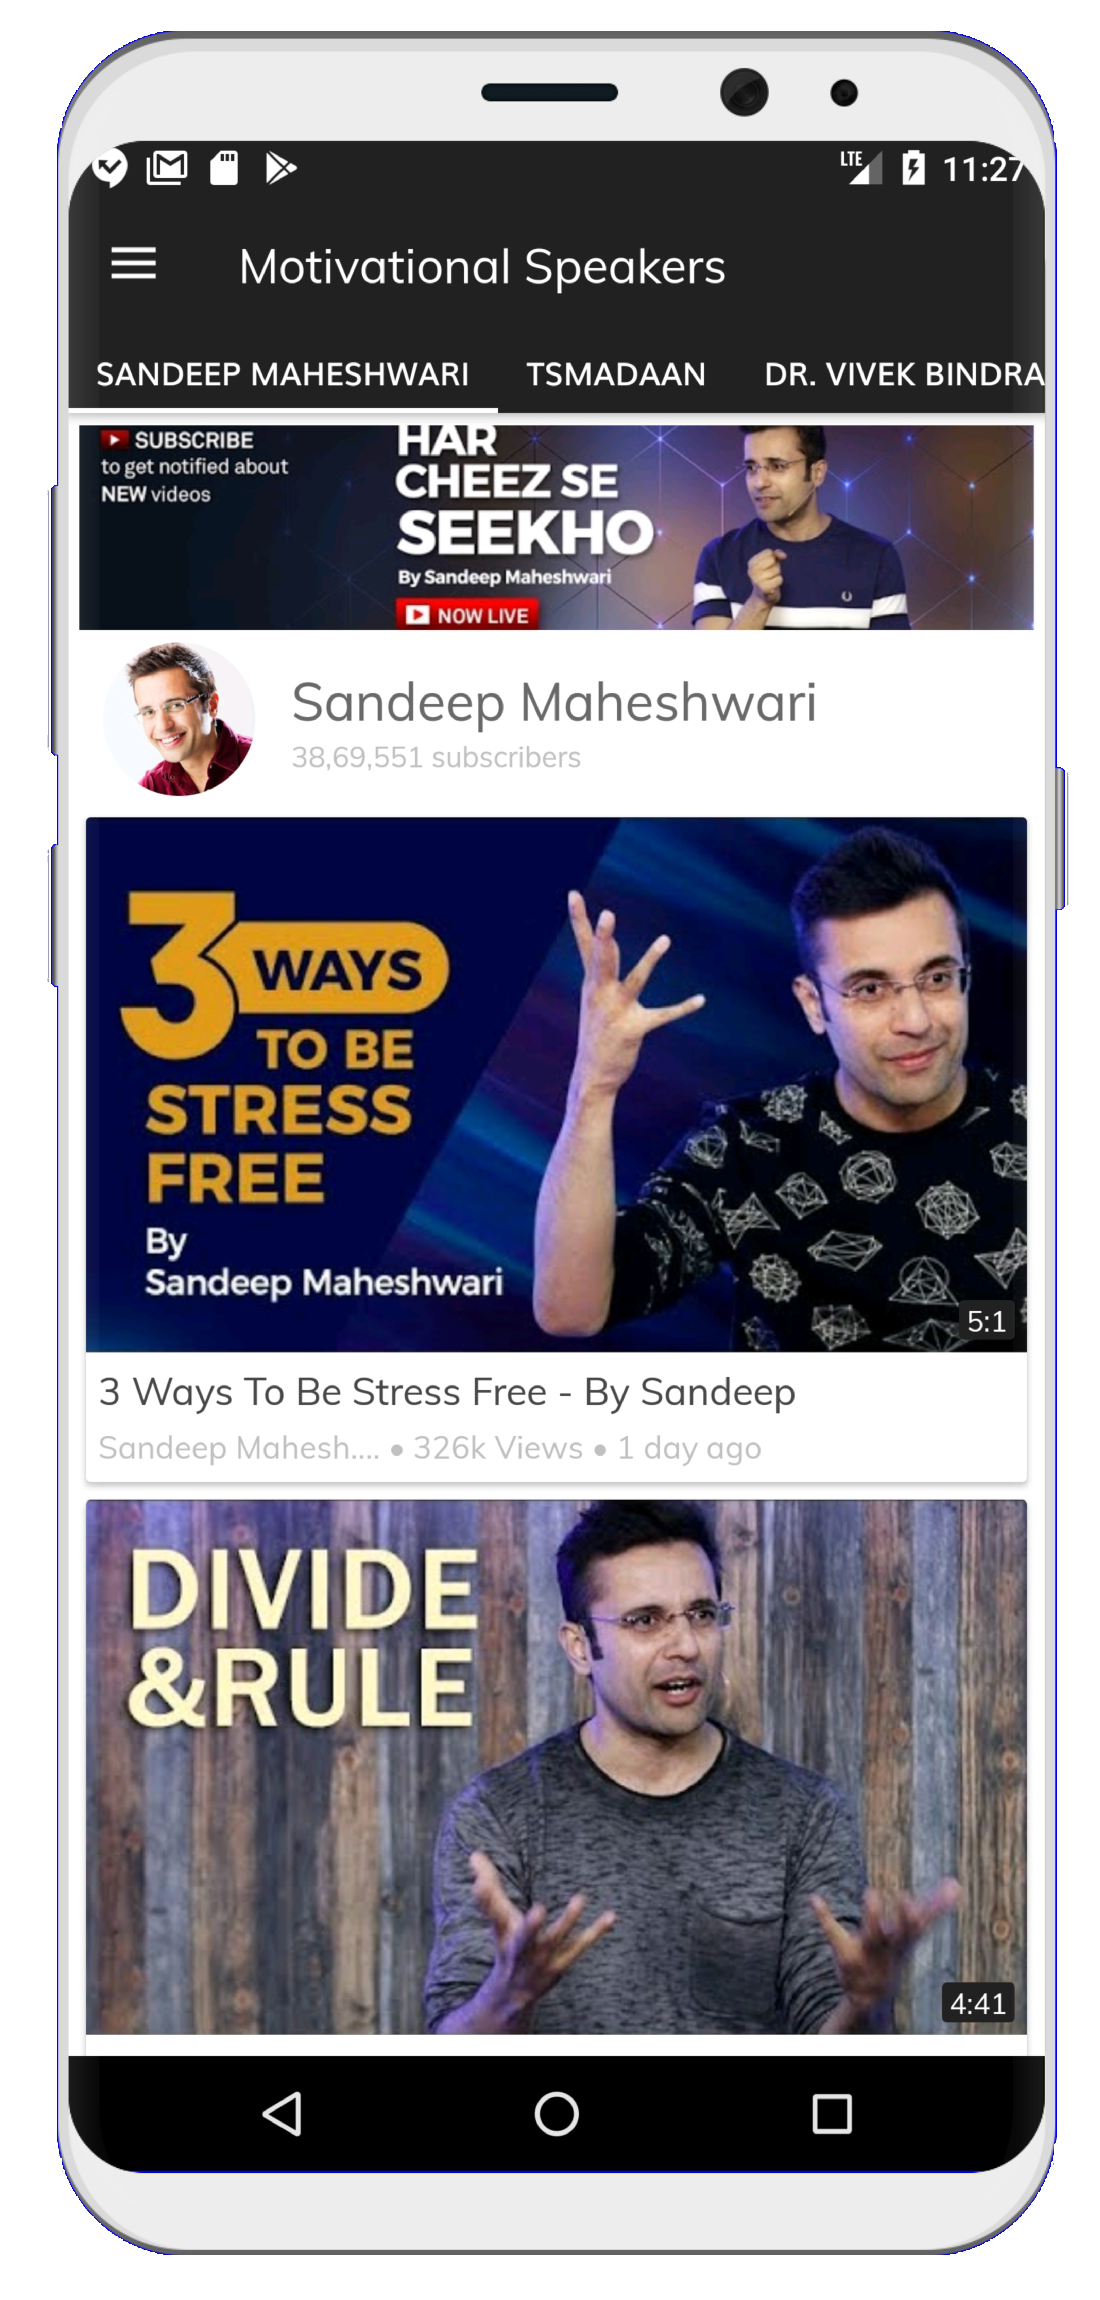 LTE 11:27
Motivational Speakers
SANDEEP MAHESHWARI TSMADAAN DR. VIVEK BINDRA
SUBSCRIBE
to get notified about
NEW videos
HAR
CHEEZ SE
SEEKHO
By Sandeep Maheshwari
NOW LIVE
Sandeep Maheshwari
38,69,551 subscribers
3 WAYS
TO BE
STRESS
FREE
By
Sandeep Maheshwari
5:1
3 Ways To Be Stress Free - By Sandeep
Sandeep Mahesh.... • 326k Views • 1 day ago
DIVIDE
&RULE
4:41